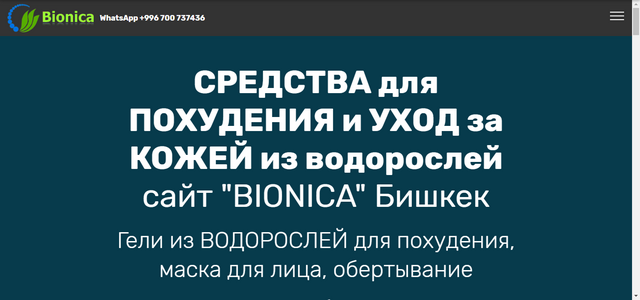 Bionica WhatsApp +996 700 737436
СРЕДСТВА для
ПОХУДЕНИЯ и УХОД за
КОЖЕЙ из водорослей
сайт "BIONICA" Бишкек
Гели из ВОДОРОСЛЕЙ для похудения,
маска для лица, обертывание